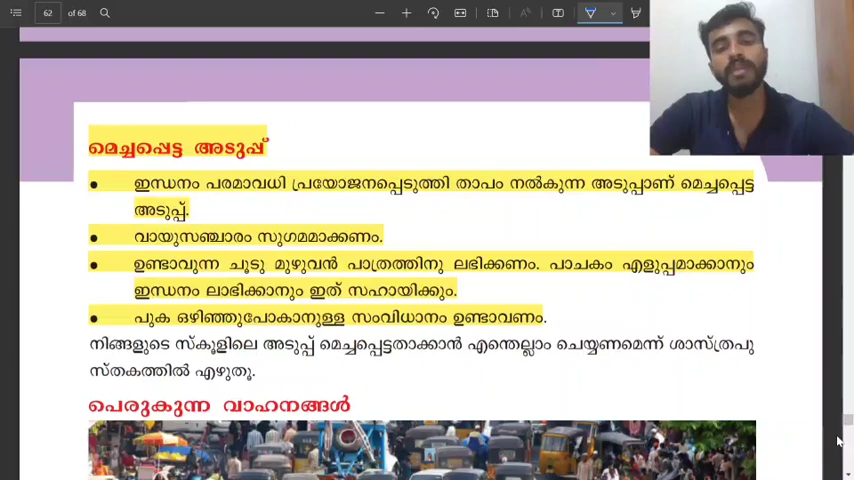 62 of 68
മെച്ചപ്പെട്ട അടുപ്പ്
● ഇന്ധനം പരമാവധി പ്രയോജനപ്പെടുത്തി താപം നൽകുന്ന അടുപ്പാണ് മെച്ചപ്പെട്ട
അടുപ്പ്.
● വായുസഞ്ചാരം സുഗമമാക്കണം.
● ഉണ്ടാവുന്ന ചൂടു മുഴുവൻ പാത്രത്തിനു ലഭിക്കണം. പാചകം എളുപ്പമാക്കാനും
ഇന്ധനം ലാഭിക്കാനും ഇത് സഹായിക്കും.
● പുക ഒഴിഞ്ഞുപോകാനുള്ള സംവിധാനം ഉണ്ടാവണം.
നിങ്ങളുടെ സ്കൂളിലെ അടുപ്പ് മെച്ചപ്പെട്ടതാക്കാൻ എന്തെല്ലാം ചെയ്യണമെന്ന് ശാസ്ത്രപു
സ്തകത്തിൽ എഴുതൂ.
പെരുകുന്ന വാഹനങ്ങൾ